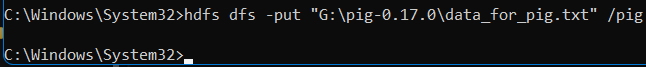 C:\Windows\System32>hdfs dfs -put "G:\pig-0.17.0\data_for_pig.txt" /pig
C:\Windows\System32>